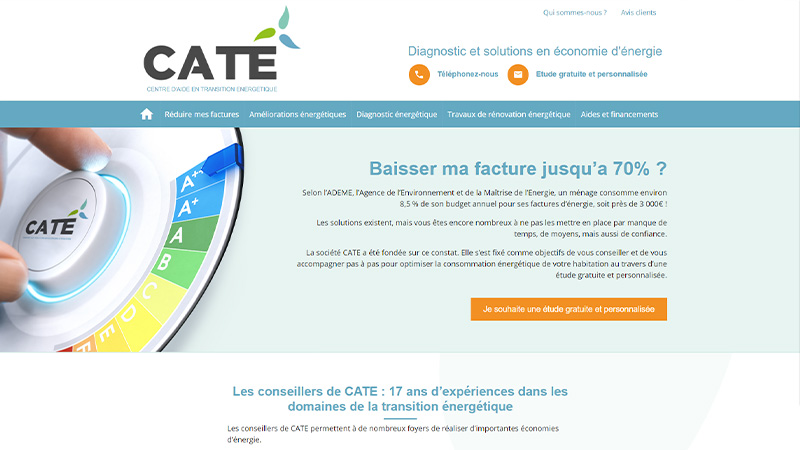 Qui sommes-nous ?
Avis clients
CATE
CENTRE D'AIDE EN TRANSITION ENERGETIQUE
Diagnostic et solutions en économie d'énergie
Téléphonez-nous
Etude gratuite et personnalisée
Réduire mes factures
Améliorations énergétiques
Diagnostic énergétique
Travaux de rénovation énergétique
Aides et financements
Baisser ma facture jusqu'a 70% ?
Selon l'ADEME, l'Agence de l'Environnement et de la Maîtrise de l'Energie, un ménage consomme environ
8,5 % de son budget annuel pour ses factures d'énergie, soit près de 3 000€ !
Les solutions existent, mais vous êtes encore nombreux à ne pas les mettre en place par manque de
temps, de moyens, mais aussi de confiance.
La société CATE a été fondée sur ce constat. Elle s'est fixé comme objectifs de vous conseiller et de vous
accompagner pas à pas pour optimiser la consommation énergétique de votre habitation au travers d'une
étude gratuite et personnalisée.
Je souhaite une étude gratuite et personnalisée
CATE
A++
A+
A
B
C
D
E
F
Les conseillers de CATE : 17 ans d'expériences dans les
domaines de la transition énergétique
Les conseillers de CATE permettent à de nombreux foyers de réaliser d'importantes économies
d'énergie.